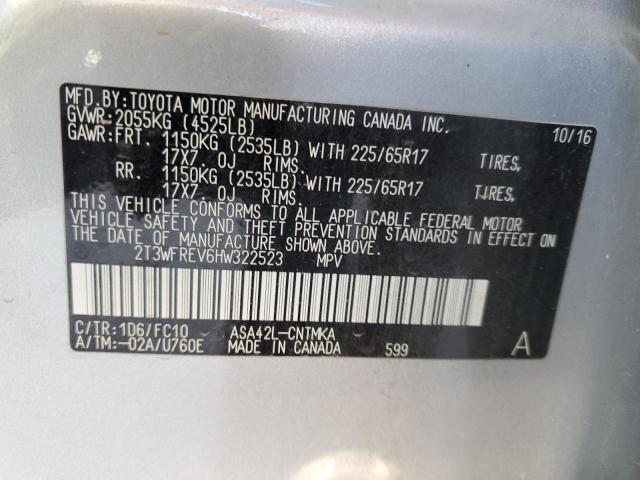 MFD.BY:TOYOTA MOTOR MANUFACTURING CANADA INC. 10/16
GVWR:2055KG (4525LB)
GAWR:FRT. 1150KG (2535LB) WITH 225/65R17 TIRES,
17X7. 0J RIMS.
RR. 1150KG (2535LB) WITH 225/65R17 TIRES,
17X7. 0J RIMS.
THIS VEHICLE CONFORMS TO ALL APPLICABLE FEDERAL MOTOR
VEHICLE SAFETY AND THEFT PREVENTION STANDARDS IN EFFECT ON
THE DATE OF MANUFACTURE SHOWN ABOVE.
2T3WFREV6HW322523 MPV
C/TR:1D6/FC10 ASA42L-CNTMKA
A/TM:-02A/U760E MADE IN CANADA 599 A